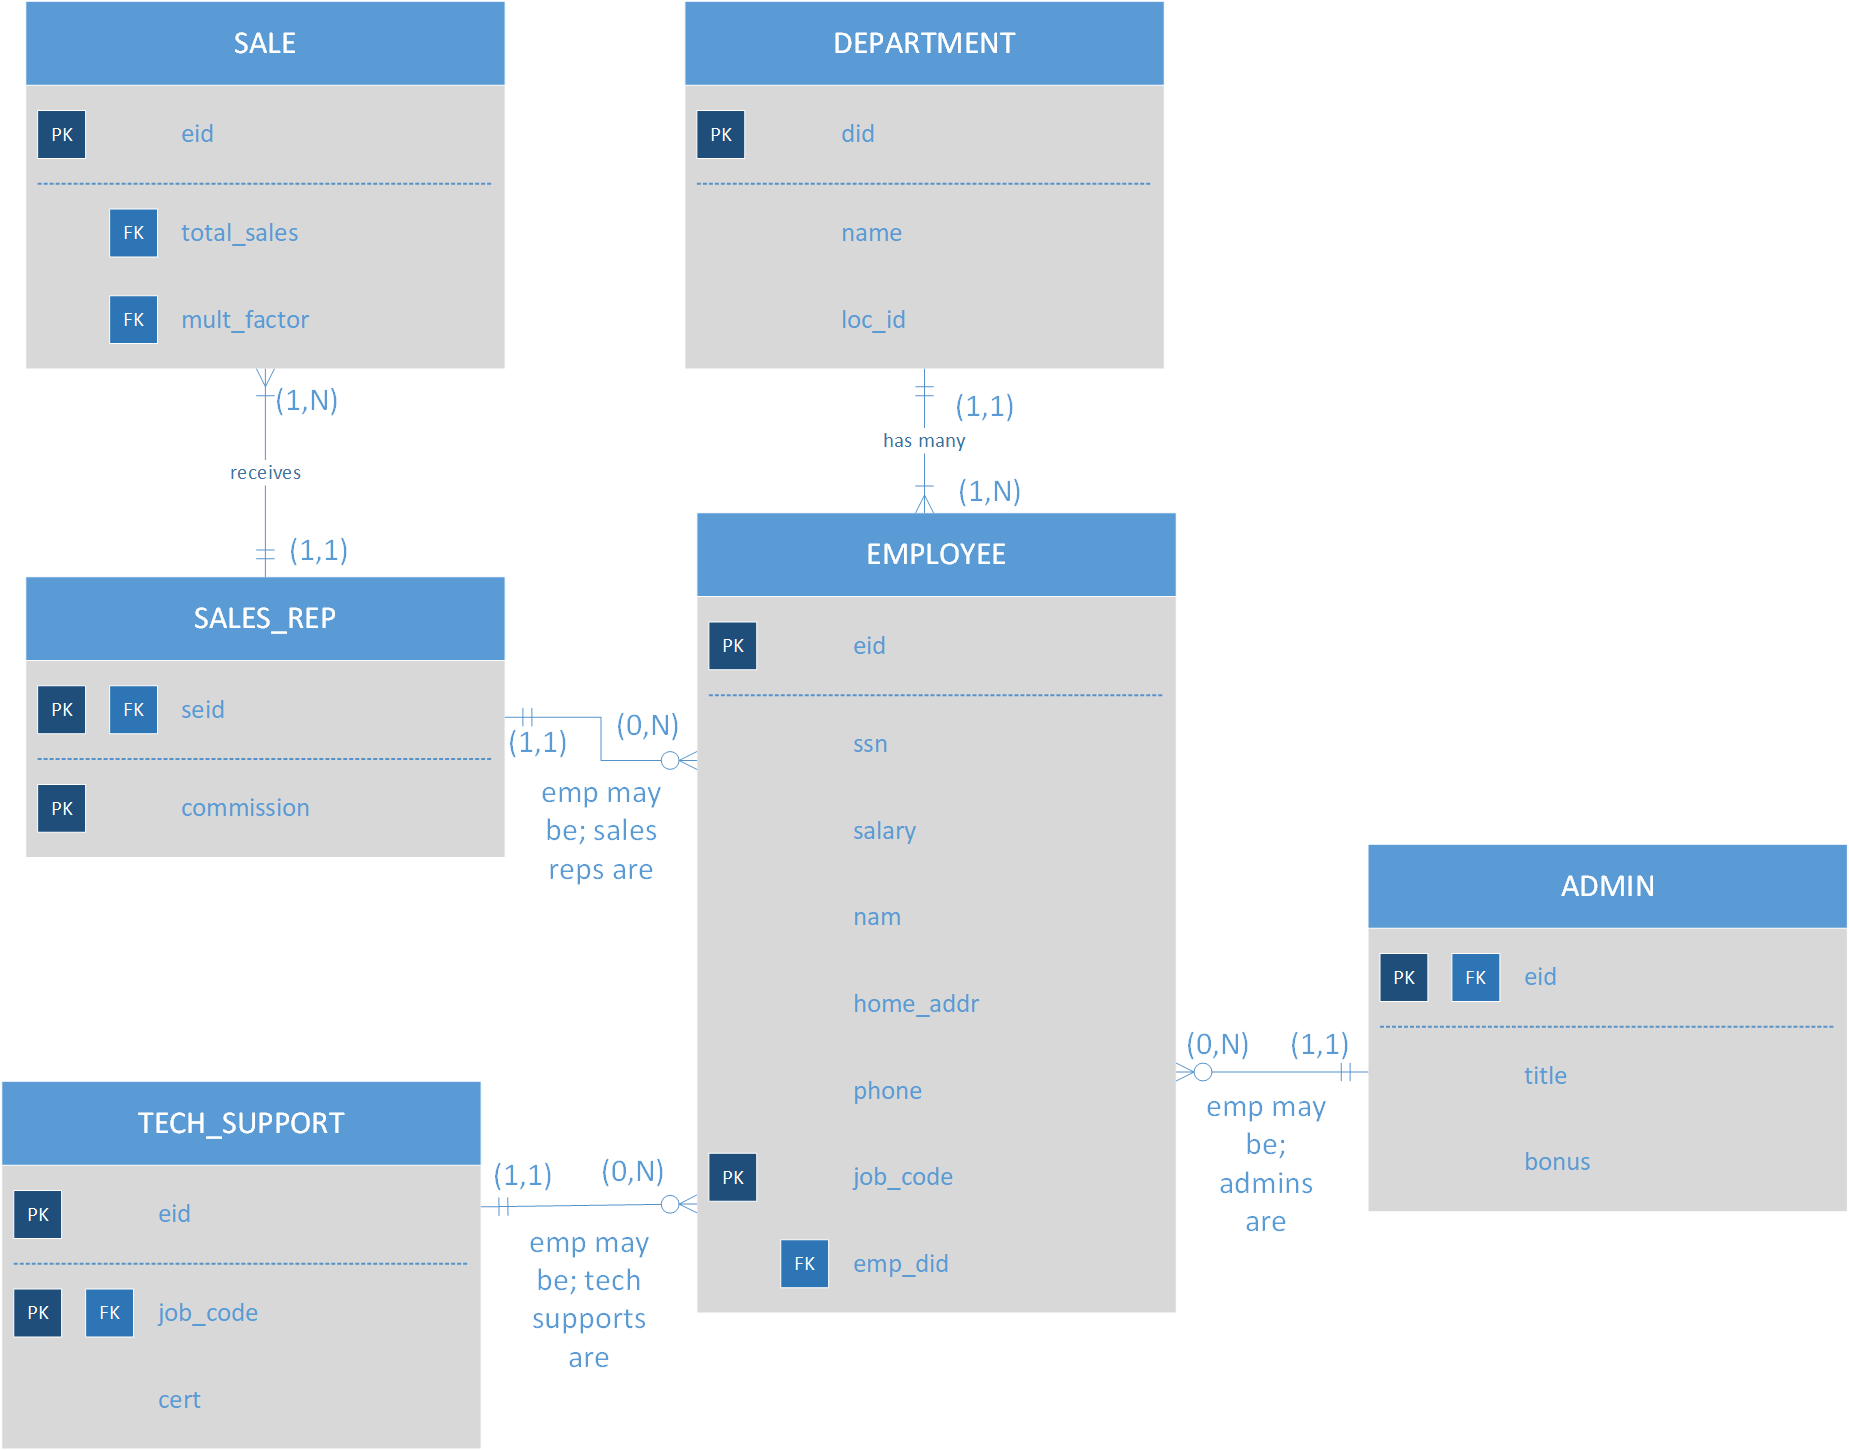 SALE
PK eid
FK total_sales
FK mult_factor
(1,N)
receives
(1,1)
DEPARTMENT
PK did
name
loc_id
(1,1)
has many
(1,N)
SALES_REP
PK FK seid
PK commission
(1,1)
(0,N)
emp may
be; sales
reps are
EMPLOYEE
PK eid
ssn
salary
nam
home_addr
phone
PK job_code
FK emp_did
ADMIN
PK FK eid
title
bonus
(0,N)
(1,1)
emp may
be;
admins
are
TECH_SUPPORT
PK eid
PK FK job_code
cert
(1,1)
(0,N)
emp may
be; tech
supports
are